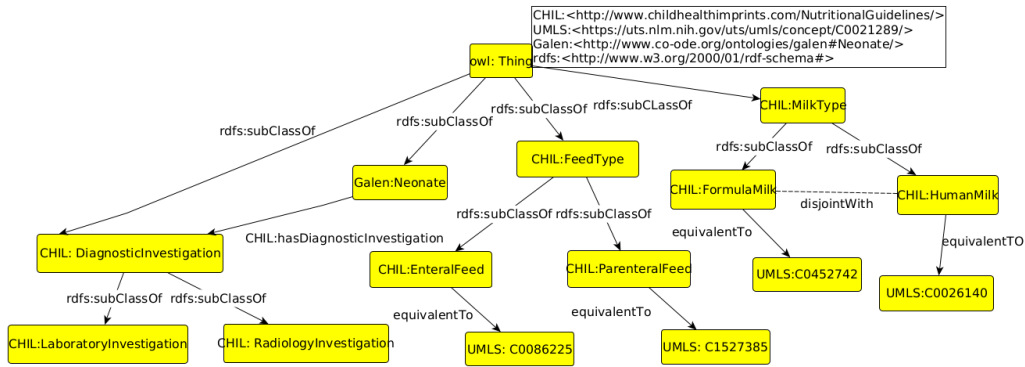 CHIL:<http://www.childhealthimprints.com/NutritionalGuidelines/>
UMLS:<https://uts.nlm.nih.gov/uts/umls/concept/C0021289/>
Galen:<http://www.co-ode.org/ontologies/galen#Neonate/>
rdfs:<http://www.w3.org/2000/01/rdf-schema#>
owl: Thing
rdfs:subClassOf
rdfs:subClassOf
rdfs:subClassOf
rdfs:subCLassOf
CHIL:MilkType
rdfs:subClassOf
rdfs:subClassOf
CHIL:FeedType
Galen:Neonate
CHIL:FormulaMilk
disjointWith
CHIL:HumanMilk
rdfs:subClassOf
rdfs:subClassOf
CHIL:hasDiagnosticInvestigation
equivalentTo
equivalentTO
CHIL: DiagnosticInvestigation
CHIL:EnteralFeed
CHIL:ParenteralFeed
UMLS:C0452742
UMLS:C0026140
rdfs:subClassOf
rdfs:subClassOf
equivalentTo
equivalentTo
CHIL:LaboratoryInvestigation
CHIL: RadiologyInvestigation
UMLS: C0086225
UMLS: C1527385